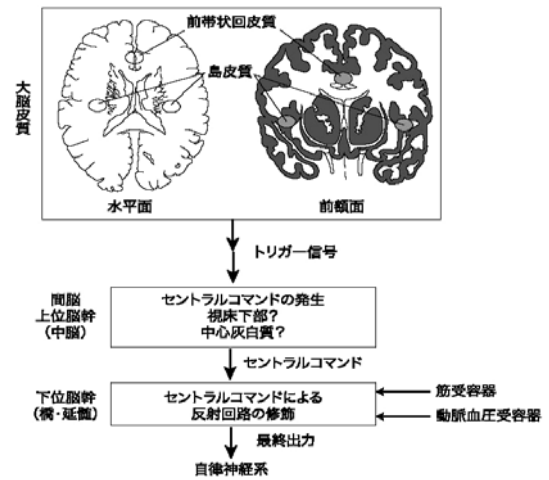 前帯状回皮質
島皮質
大脳皮質
水平面
前額面
トリガー信号
間脳
上位脳幹
(中脳)
セントラルコマンドの発生
視床下部?
中心灰白質?
セントラルコマンド
下位脳幹
(橋・延髄)
セントラルコマンドによる
反射回路の修飾
筋受容器
動脈血圧受容器
最終出力
自律神経系